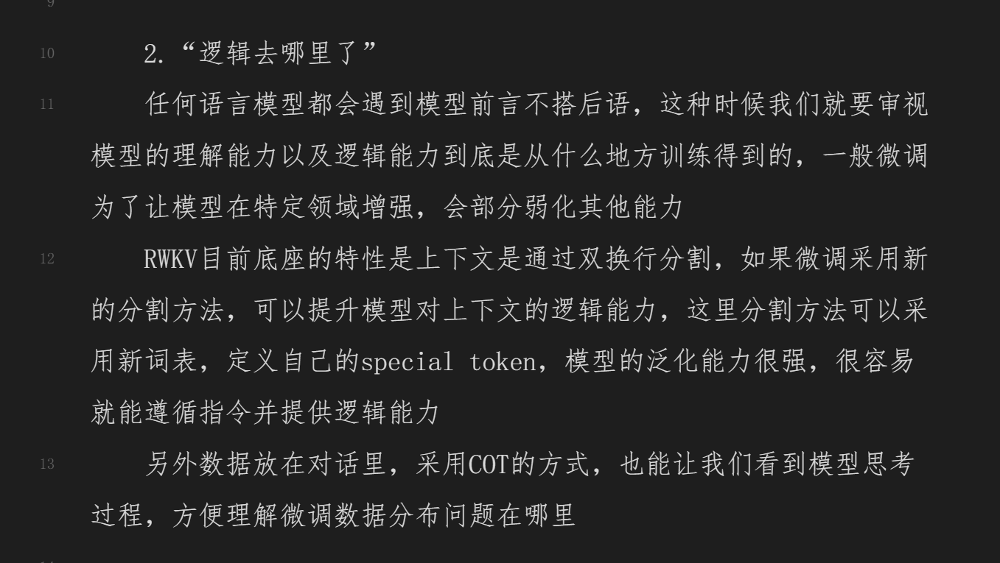 9
10 2. “逻辑去哪里了”
11 任何语言模型都会遇到模型前言不搭后语，这种时候我们就要审视
模型的理解能力以及逻辑能力到底是从什么地方训练得到的，一般微调
为了让模型在特定领域增强，会部分弱化其他能力
12 RWKV目前底座的特性是上下文是通过双换行分割，如果微调采用新
的分割方法，可以提升模型对上下文的逻辑能力，这里分割方法可以采
用新词表，定义自己的special token，模型的泛化能力很强，很容易
就能遵循指令并提供逻辑能力
13 另外数据放在对话里，采用COT的方式，也能让我们看到模型思考
过程，方便理解微调数据分布问题在哪里